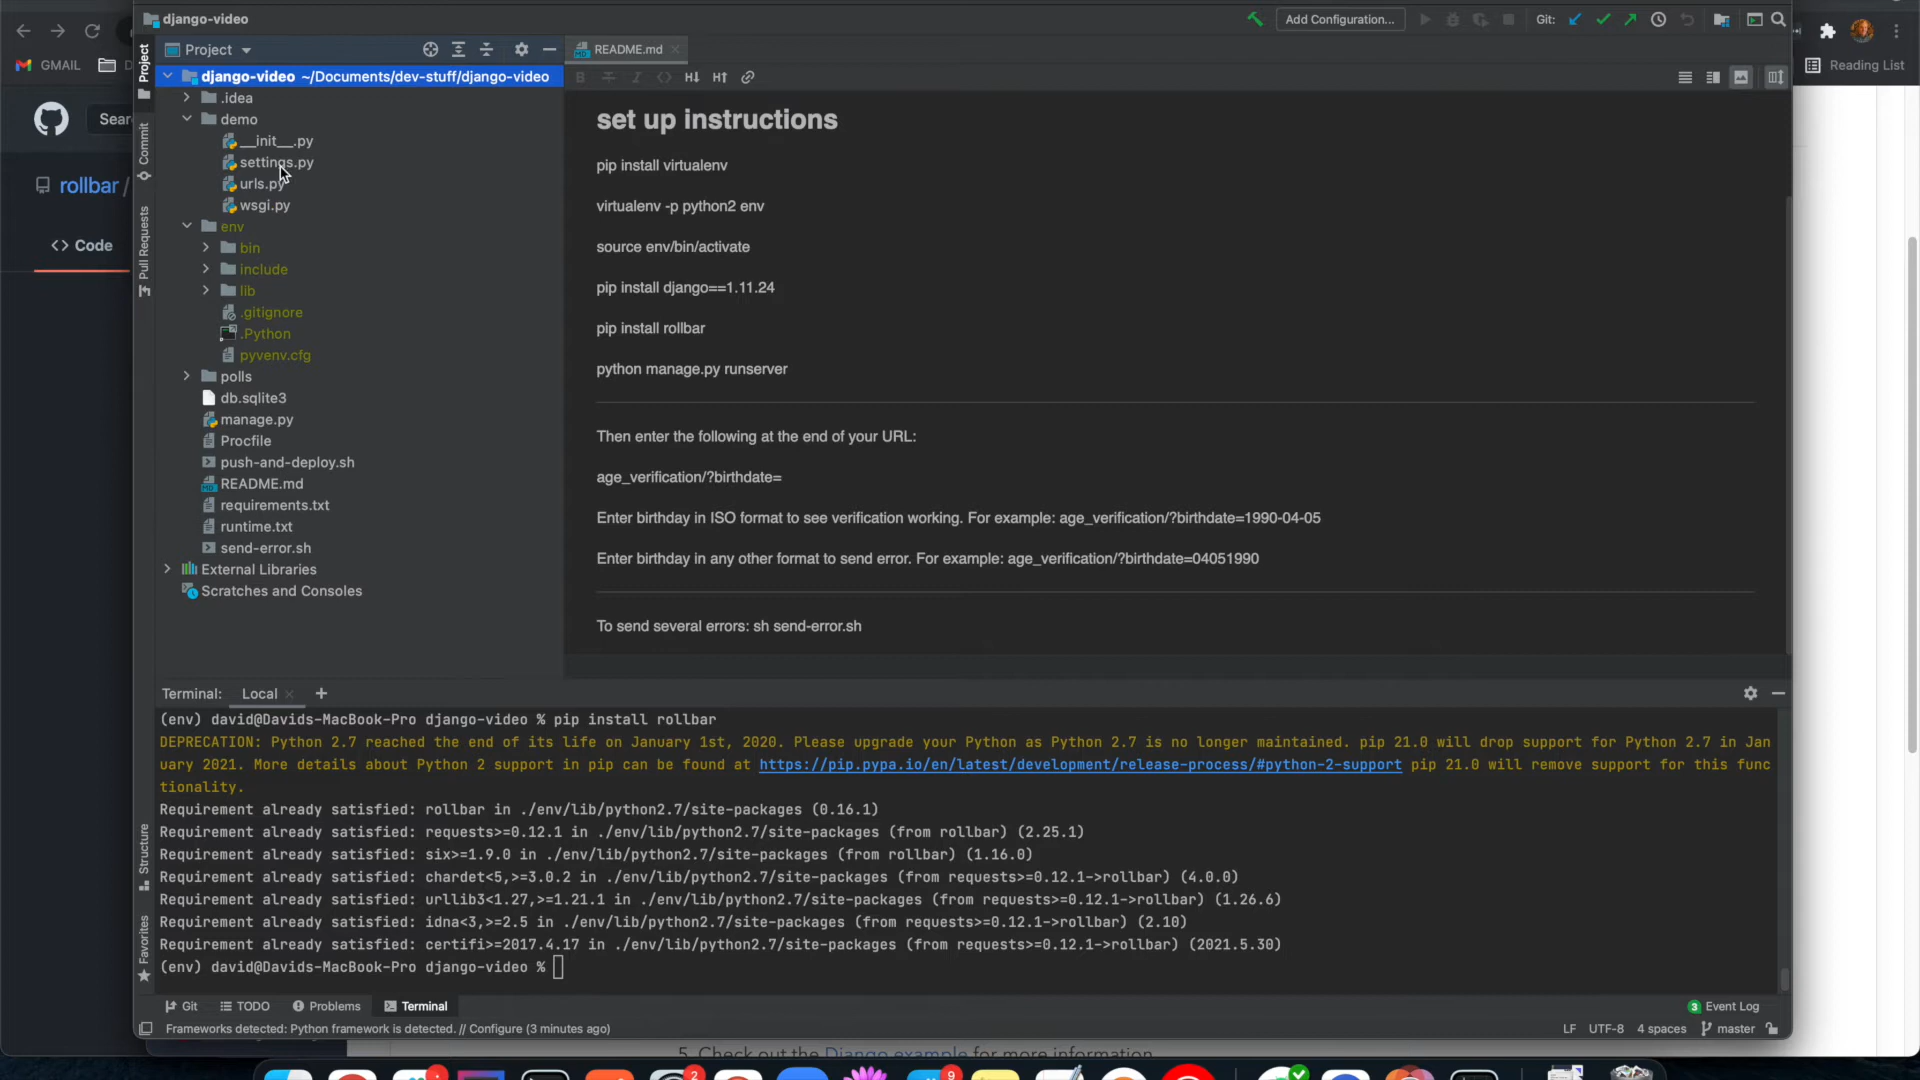 django-video
Add Configuration...
Git:
GMAIL
D
Reading List
Project
Project
README.md
django-video ~/Documents/dev-stuff/django-video
.idea
demo
__init__.py
settings.py
urls.py
wsgi.py
env
bin
include
lib
.gitignore
.Python
pyvenv.cfg
polls
db.sqlite3
manage.py
Procfile
push-and-deploy.sh
README.md
requirements.txt
runtime.txt
send-error.sh
External Libraries
Scratches and Consoles
Commit
Pull Requests
Structure
Favorites
Sear
rollbar /
<> Code
set up instructions
pip install virtualenv
virtualenv -p python2 env
source env/bin/activate
pip install django==1.11.24
pip install rollbar
python manage.py runserver
Then enter the following at the end of your URL:
age_verification/?birthdate=
Enter birthday in ISO format to see verification working. For example: age_verification/?birthdate=1990-04-05
Enter birthday in any other format to send error. For example: age_verification/?birthdate=04051990
To send several errors: sh send-error.sh
Terminal: Local +
(env) david@Davids-MacBook-Pro django-video % pip install rollbar
DEPRECATION: Python 2.7 reached the end of its life on January 1st, 2020. Please upgrade your Python as Python 2.7 is no longer maintained. pip 21.0 will drop support for Python 2.7 in Jan
uary 2021. More details about Python 2 support in pip can be found at https://pip.pypa.io/en/latest/development/release-process/#python-2-support pip 21.0 will remove support for this func
tionality.
Requirement already satisfied: rollbar in ./env/lib/python2.7/site-packages (0.16.1)
Requirement already satisfied: requests>=0.12.1 in ./env/lib/python2.7/site-packages (from rollbar) (2.25.1)
Requirement already satisfied: six>=1.9.0 in ./env/lib/python2.7/site-packages (from rollbar) (1.16.0)
Requirement already satisfied: chardet<5,>=3.0.2 in ./env/lib/python2.7/site-packages (from requests>=0.12.1->rollbar) (4.0.0)
Requirement already satisfied: urllib3<1.27,>=1.21.1 in ./env/lib/python2.7/site-packages (from requests>=0.12.1->rollbar) (1.26.6)
Requirement already satisfied: idna<3,>=2.5 in ./env/lib/python2.7/site-packages (from requests>=0.12.1->rollbar) (2.10)
Requirement already satisfied: certifi>=2017.4.17 in ./env/lib/python2.7/site-packages (from requests>=0.12.1->rollbar) (2021.5.30)
(env) david@Davids-MacBook-Pro django-video %
Git TODO Problems Terminal
3 Event Log
Frameworks detected: Python framework is detected. // Configure (3 minutes ago)
LF UTF-8 4 spaces master
5. Check out the Django example for more information
2
9